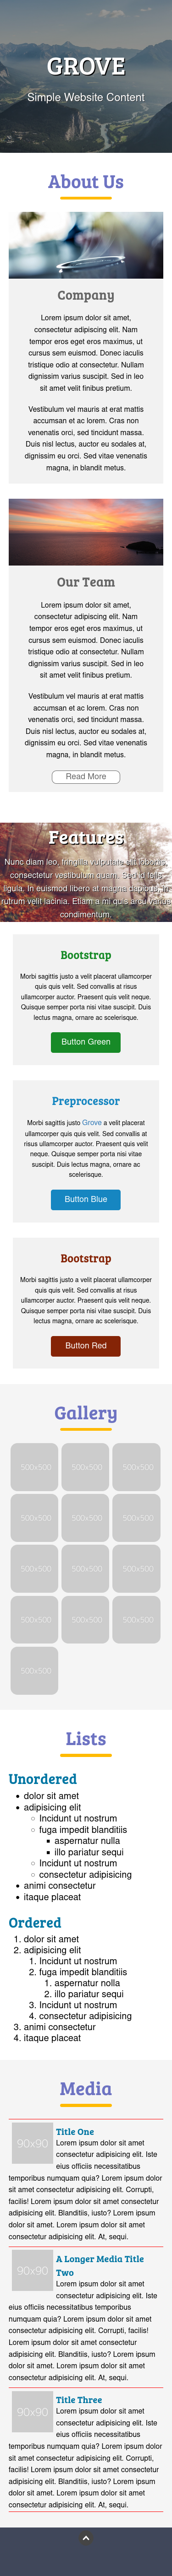 GROVE
Simple Website Content
About Us
Company
Lorem ipsum dolor sit amet,
consectetur adipiscing elit. Nam
tempor eros eget eros maximus, ut
cursus sem euismod. Donec iaculis
tristique odio at consectetur. Nullam
dignissim varius suscipit. Sed in leo
sit amet velit finibus pretium.
Vestibulum vel mauris at erat mattis
accumsan et ac lorem. Cras non
venenatis orci, sed tincidunt massa.
Duis nisl lectus, auctor eu sodales at,
dignissim eu orci. Sed vitae venenatis
magna, in blandit metus.
Our Team
Lorem ipsum dolor sit amet,
consectetur adipiscing elit. Nam
tempor eros eget eros maximus, ut
cursus sem euismod. Donec iaculis
tristique odio at consectetur. Nullam
dignissim varius suscipit. Sed in leo
sit amet velit finibus pretium.
Vestibulum vel mauris at erat mattis
accumsan et ac lorem. Cras non
venenatis orci, sed tincidunt massa.
Duis nisl lectus, auctor eu sodales at,
dignissim eu orci. Sed vitae venenatis
magna, in blandit metus.
Read More
Features
Nunc diam leo, fringilla vulputate elit lobortis,
consectetur vestibulum quam. Sed id felis
ligula. In euismod libero at magna dapibus, in
rutrum velit lacinia. Etiam a mi quis arcu varius
condimentum.
Bootstrap
Morbi sagittis justo a velit placerat ullamcorper
quis quis velit. Sed convallis at risus
ullamcorper auctor. Praesent quis velit neque.
Quisque semper porta nisi vitae suscipit. Duis
lectus magna, ornare ac scelerisque.
Button Green
Preprocessor
Morbi sagittis justo Grove a velit placerat
ullamcorper quis quis velit. Sed convallis at
risus ullamcorper auctor. Praesent quis velit
neque. Quisque semper porta nisi vitae
suscipit. Duis lectus magna, ornare ac
scelerisque.
Button Blue
Bootstrap
Morbi sagittis justo a velit placerat ullamcorper
quis quis velit. Sed convallis at risus
ullamcorper auctor. Praesent quis velit neque.
Quisque semper porta nisi vitae suscipit. Duis
lectus magna, ornare ac scelerisque.
Button Red
Gallery
500x500 500x500 500x500
500x500 500x500 500x500
500x500 500x500 500x500
500x500 500x500 500x500
500x500
Lists
Unordered
dolor sit amet
adipisicing elit
Incidunt ut nostrum
fuga impedit blanditiis
aspernatur nulla
illo pariatur sequi
Incidunt ut nostrum
consectetur adipisicing
animi consectetur
itaque placeat
Ordered
1. dolor sit amet
2. adipisicing elit
1. Incidunt ut nostrum
2. fuga impedit blanditiis
1. aspernatur nulla
2. illo pariatur sequi
3. Incidunt ut nostrum
4. consectetur adipisicing
3. animi consectetur
4. itaque placeat
Media
90x90
Title One
Lorem ipsum dolor sit amet
consectetur adipisicing elit. Iste
eius officiis necessitatibus
temporibus numquam quia? Lorem ipsum dolor
sit amet consectetur adipisicing elit. Corrupti,
facilis! Lorem ipsum dolor sit amet consectetur
adipisicing elit. Blanditiis, iusto? Lorem ipsum
dolor sit amet. Lorem ipsum dolor sit amet
consectetur adipisicing elit. At, sequi.
90x90
A Longer Media Title
Two
Lorem ipsum dolor sit amet
consectetur adipisicing elit. Iste
eius officiis necessitatibus temporibus
numquam quia? Lorem ipsum dolor sit amet
consectetur adipisicing elit. Corrupti, facilis!
Lorem ipsum dolor sit amet consectetur
adipisicing elit. Blanditiis, iusto? Lorem ipsum
dolor sit amet. Lorem ipsum dolor sit amet
consectetur adipisicing elit. At, sequi.
90x90
Title Three
Lorem ipsum dolor sit amet
consectetur adipisicing elit. Iste
eius officiis necessitatibus
temporibus numquam quia? Lorem ipsum dolor
sit amet consectetur adipisicing elit. Corrupti,
facilis! Lorem ipsum dolor sit amet consectetur
adipisicing elit. Blanditiis, iusto? Lorem ipsum
dolor sit amet. Lorem ipsum dolor sit amet
consectetur adipisicing elit. At, sequi.